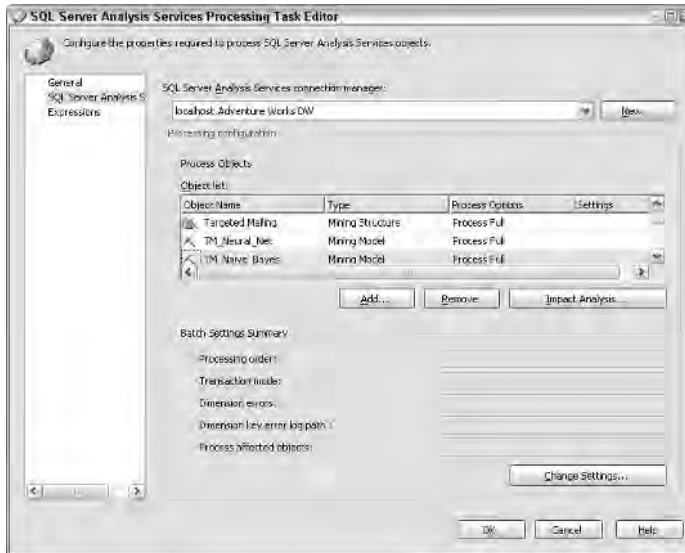 SQL Server Analysis Services Processing Task Editor
Configure the properties required to process SQL Server Analysis Services objects.
General
SQL Server Analysis S
Expressions
SQL Server Analysis Services connection manager:
localhost.Adventure Works DW
New...
Processing configuration
Process Objects
Object list:
Object Name Type Process Options Settings
Targeted Mailing Mining Structure Process Full
TM_Neural_Net Mining Model Process Full
TM_Naive_Bayes Mining Model Process Full
Add... Remove Impact Analysis...
Batch Settings Summary
Processing order:
Transaction mode:
Dimension errors:
Dimension key error log path :
Process affected objects:
Change Settings...
OK Cancel Help